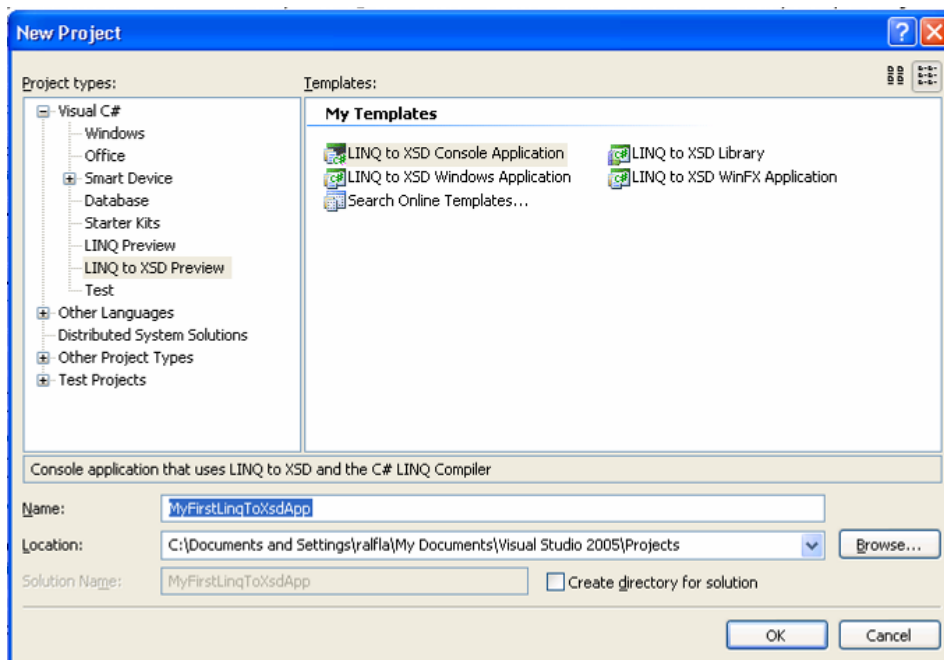 New Project
Project types:
Templates:
Visual C#
Windows
Office
Smart Device
Database
Starter Kits
LINQ Preview
LINQ to XSD Preview
Test
Other Languages
Distributed System Solutions
Other Project Types
Test Projects
My Templates
LINQ to XSD Console Application
LINQ to XSD Library
LINQ to XSD Windows Application
LINQ to XSD WinFX Application
Search Online Templates...
Console application that uses LINQ to XSD and the C# LINQ Compiler
Name:
MyFirstLinqToXsdApp
Location:
C:\Documents and Settings\ralfla\My Documents\Visual Studio 2005\Projects
Browse...
Solution Name:
MyFirstLinqToXsdApp
Create directory for solution
OK
Cancel